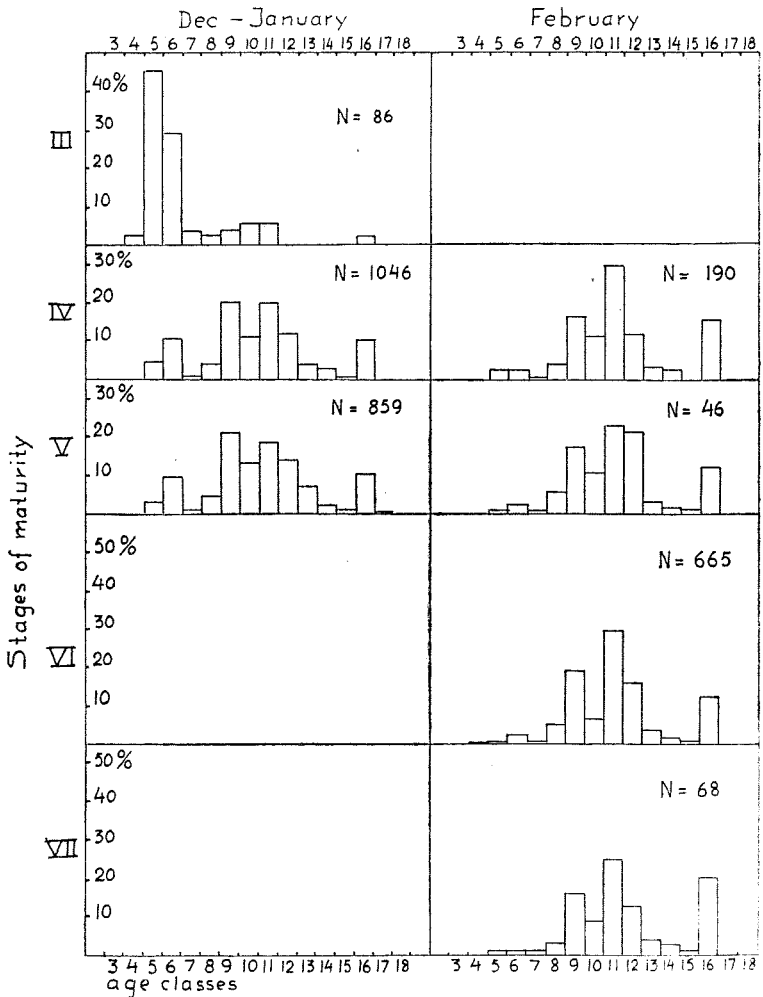 Dec - January February
3 4 5 6 7 8 9 10 11 12 13 14 15 16 17 18 3 4 5 6 7 8 9 10 11 12 13 14 15 16 17 18
Stages of maturity
III
40%
30
20
10
N= 86
IV
30%
20
10
N= 1046
N= 190
V
30%
20
10
N= 859
N= 46
VI
50%
40
30
20
10
N= 665
VII
50%
40
30
20
10
N= 68
3 4 5 6 7 8 9 10 11 12 13 14 15 16 17 18 3 4 5 6 7 8 9 10 11 12 13 14 15 16 17 18
age classes